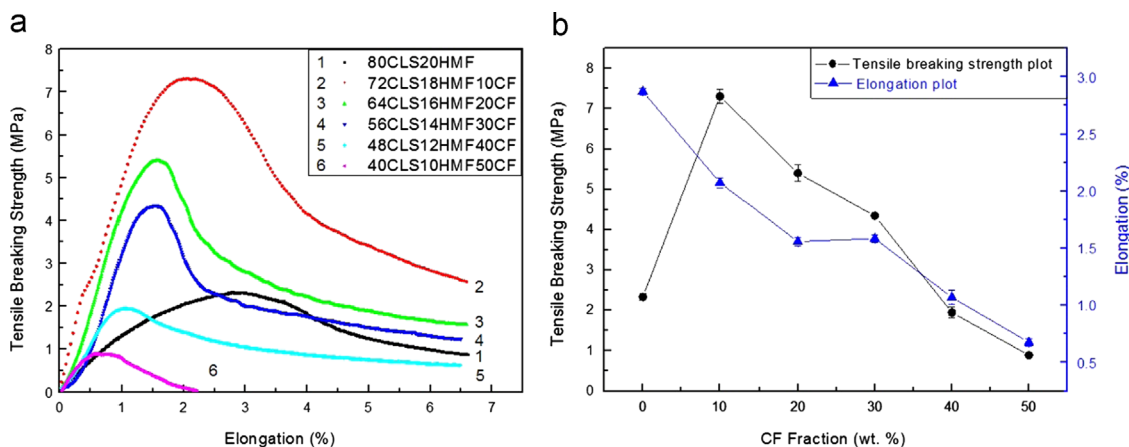 a
Tensile Breaking Strength (MPa)
8
7
6
5
4
3
2
1
0
0 1 2 3 4 5 6 7
Elongation (%)
1 80CLS20HMF
2 72CLS18HMF10CF
3 64CLS16HMF20CF
4 56CLS14HMF30CF
5 48CLS12HMF40CF
6 40CLS10HMF50CF
2
3
4
1
5
6
b
Tensile Breaking Strength (MPa)
8
7
6
5
4
3
2
1
0
0 10 20 30 40 50
CF Fraction (wt. %)
Tensile breaking strength plot
Elongation plot
3.0
2.5
2.0
1.5
1.0
0.5
Elongation (%)